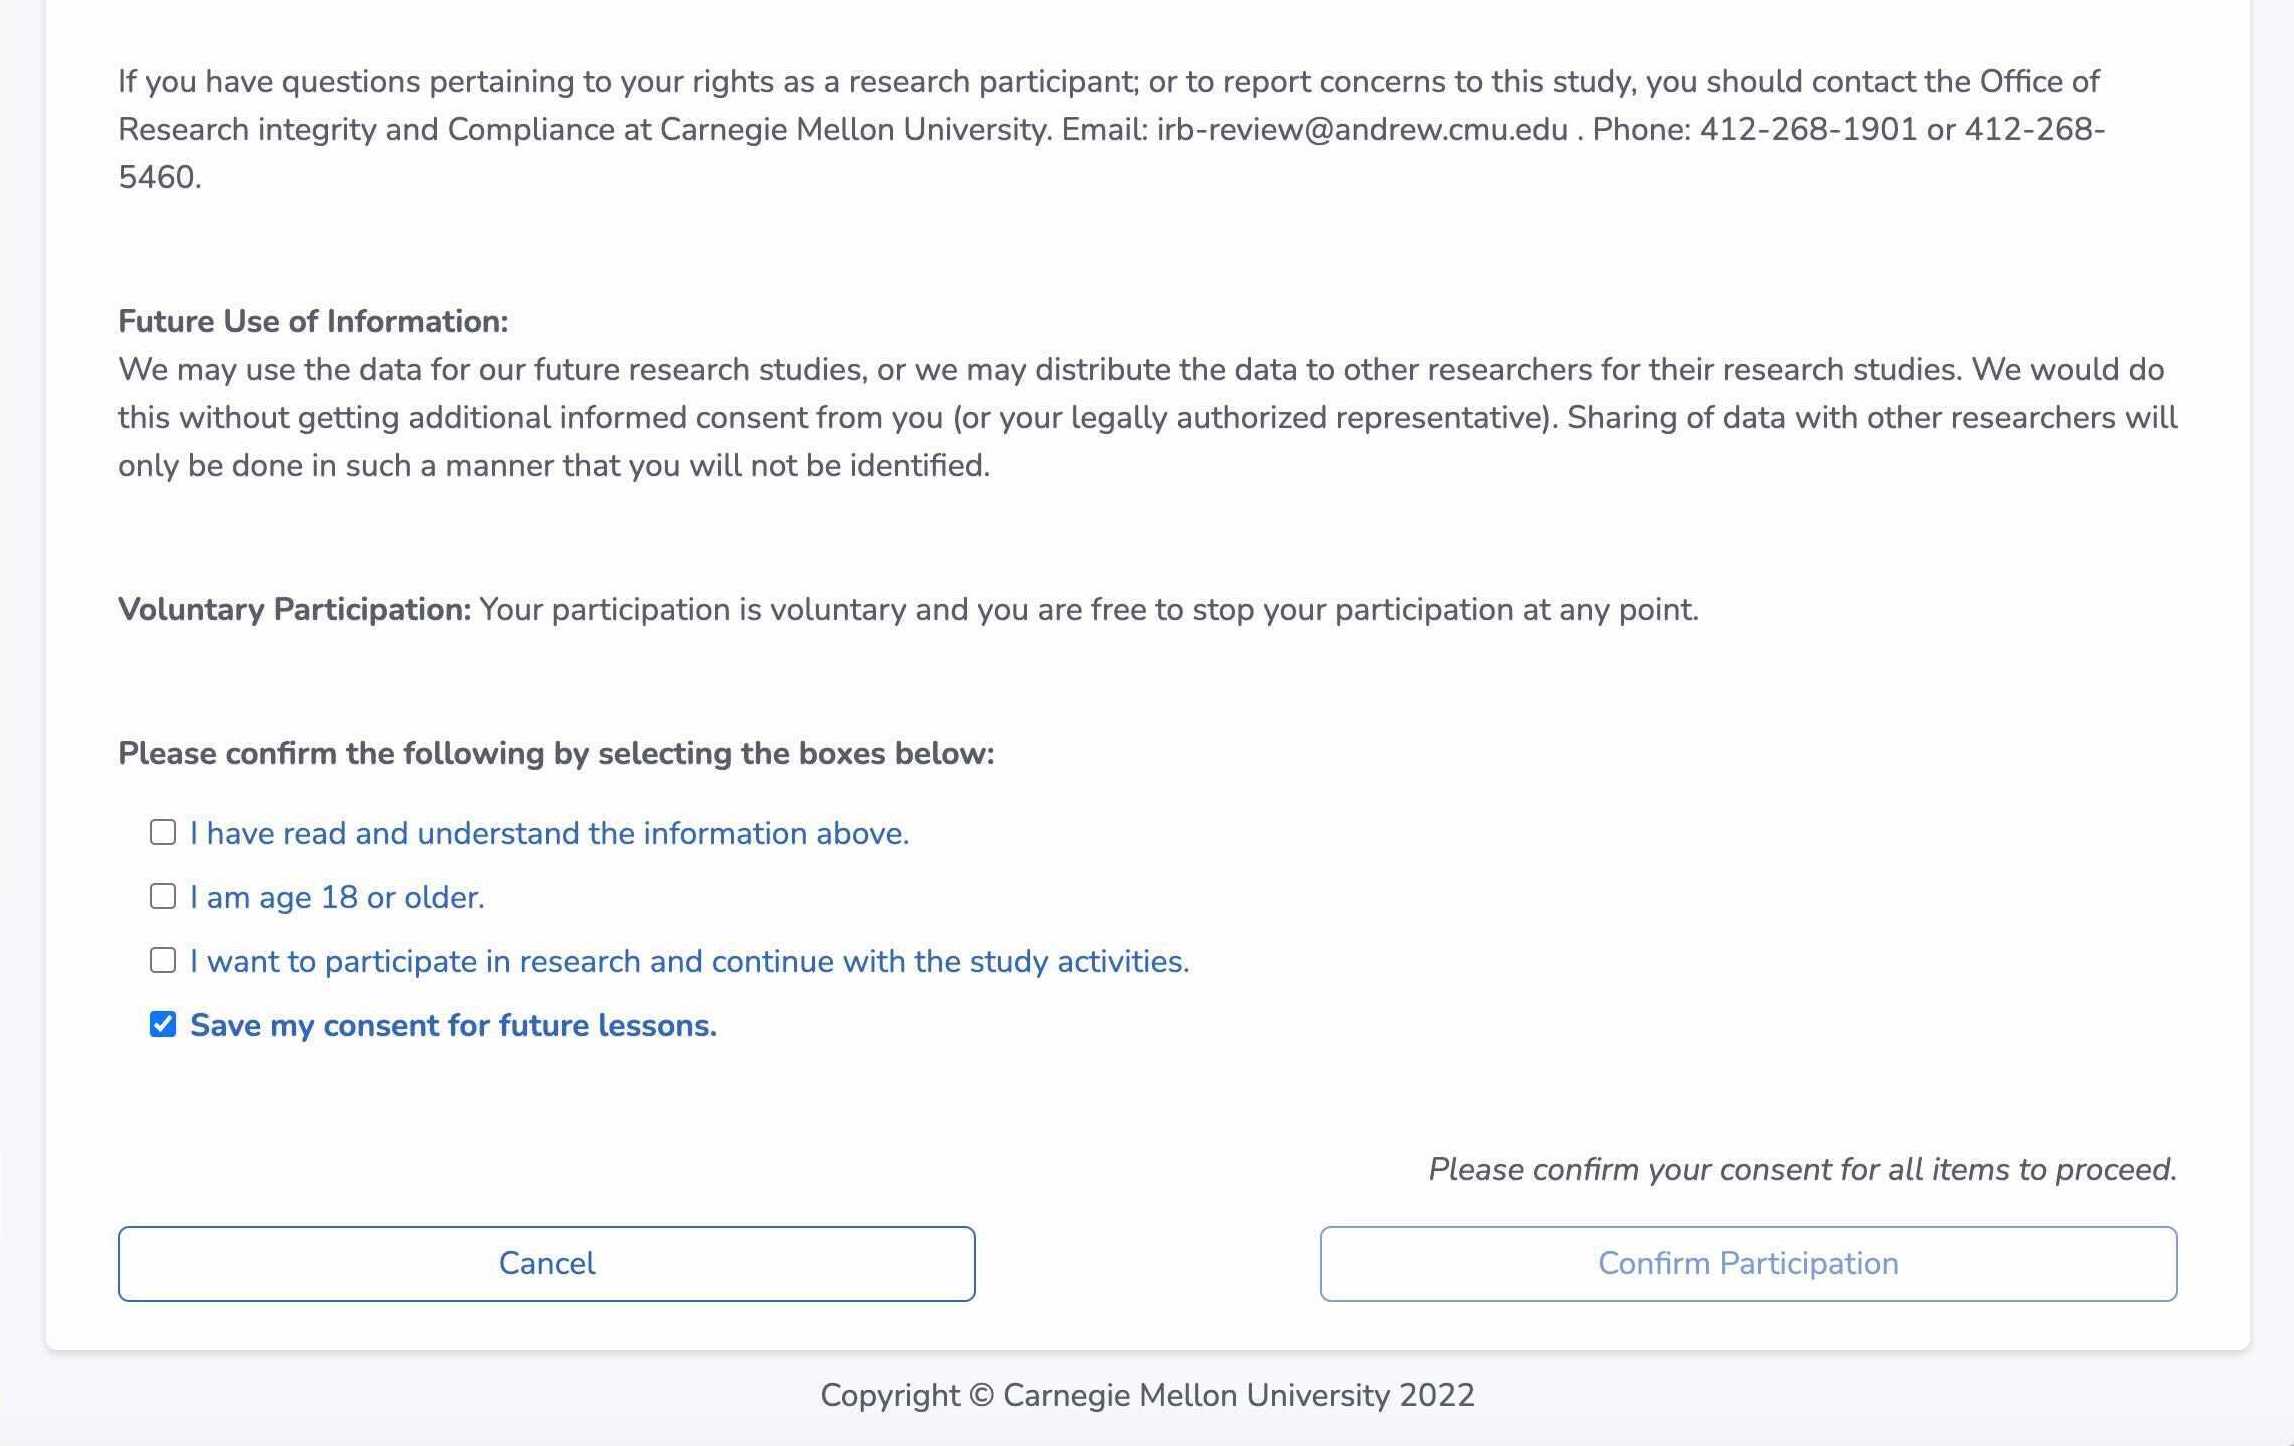 If you have questions pertaining to your rights as a research participant; or to report concerns to this study, you should contact the Office of
Research integrity and Compliance at Carnegie Mellon University. Email: irb-review@andrew.cmu.edu . Phone: 412-268-1901 or 412-268-
5460.
Future Use of Information:
We may use the data for our future research studies, or we may distribute the data to other researchers for their research studies. We would do
this without getting additional informed consent from you (or your legally authorized representative). Sharing of data with other researchers will
only be done in such a manner that you will not be identified.
Voluntary Participation: Your participation is voluntary and you are free to stop your participation at any point.
Please confirm the following by selecting the boxes below:
I have read and understand the information above.
I am age 18 or older.
I want to participate in research and continue with the study activities.
Save my consent for future lessons.
Please confirm your consent for all items to proceed.
Cancel
Confirm Participation
Copyright © Carnegie Mellon University 2022